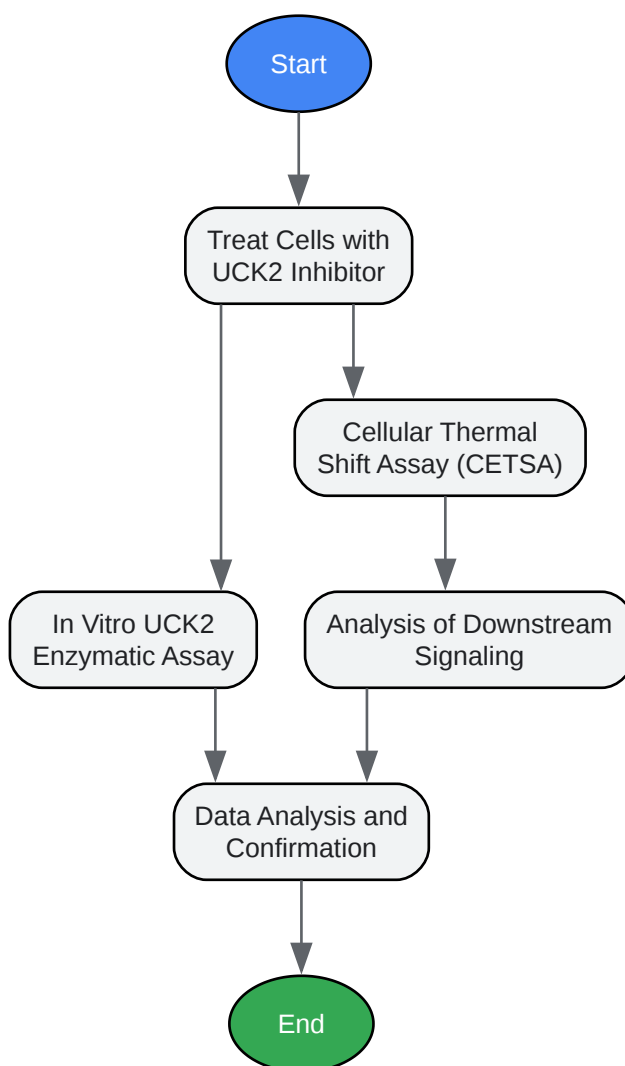 Start
Treat Cells with
UCK2 Inhibitor
Cellular Thermal
Shift Assay (CETSA)
In Vitro UCK2
Enzymatic Assay
Analysis of Downstream
Signaling
Data Analysis and
Confirmation
End